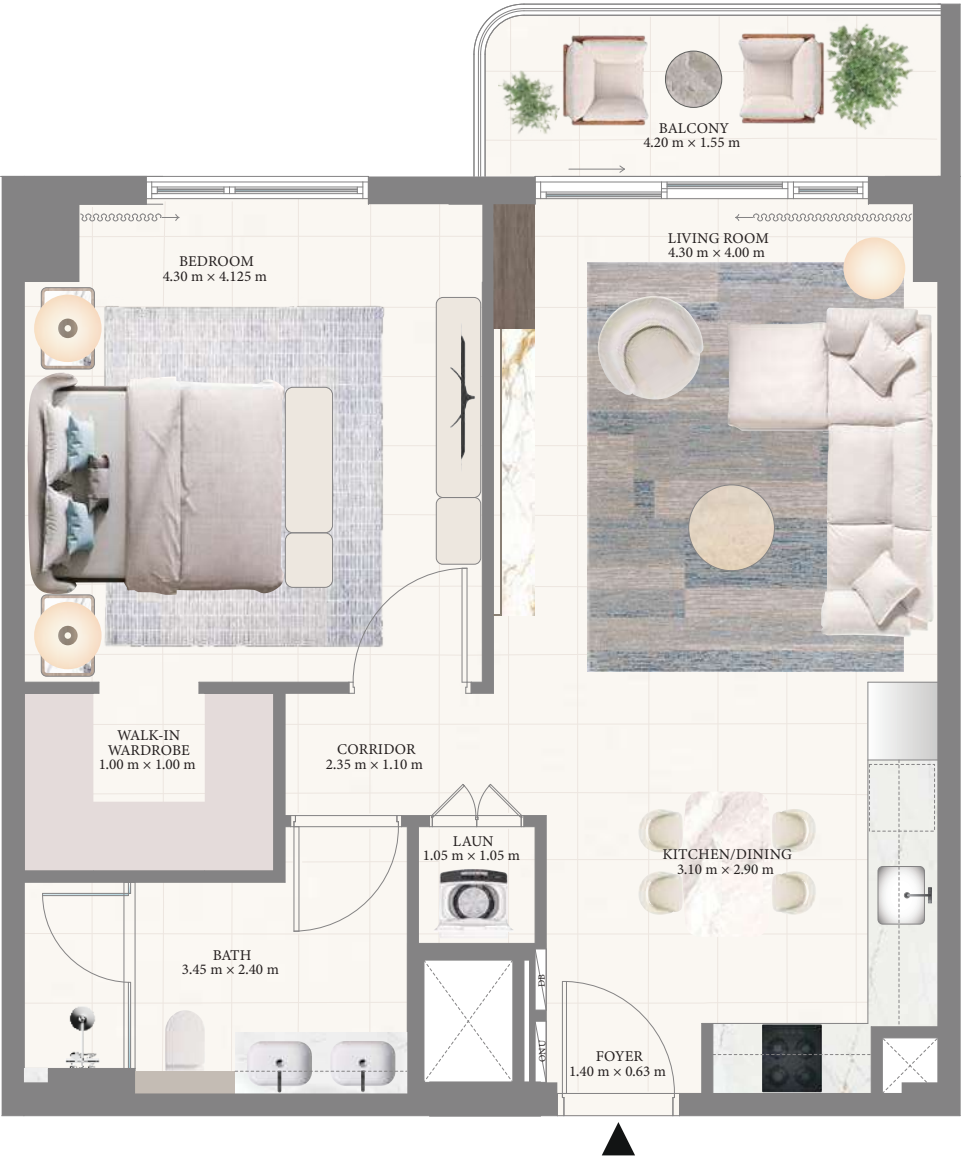 BALCONY
4.20 m × 1.55 m
BEDROOM
4.30 m × 4.125 m
LIVING ROOM
4.30 m × 4.00 m
WALK-IN
WARDROBE
1.00 m × 1.00 m
CORRIDOR
2.35 m × 1.10 m
LAUN
1.05 m × 1.05 m
KITCHEN/DINING
3.10 m × 2.90 m
BATH
3.45 m × 2.40 m
DB
ONU
FOYER
1.40 m × 0.63 m